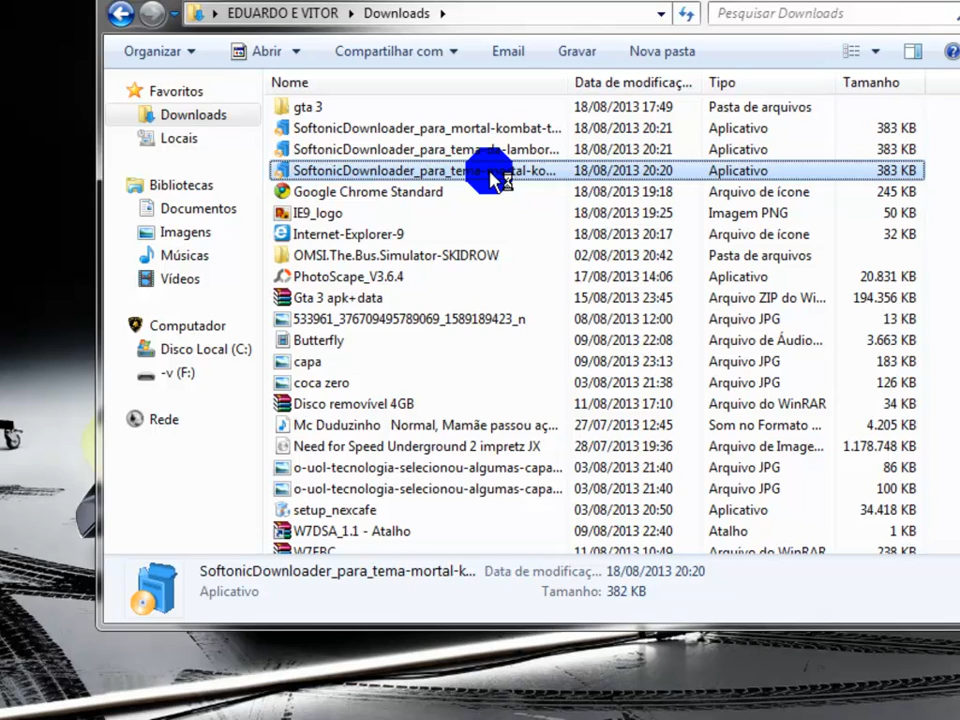 EDUARDO E VITOR Downloads Pesquisar Downloads
Organizar Abrir Compartilhar com Email Gravar Nova pasta
Nome Data de modificaç... Tipo Tamanho
Favoritos
Downloads
Locais
Bibliotecas
Documentos
Imagens
Músicas
Vídeos
Computador
Disco Local (C:)
-v (F:)
Rede
gta 3 18/08/2013 17:49 Pasta de arquivos
SoftonicDownloader_para_mortal-kombat-t... 18/08/2013 20:21 Aplicativo 383 KB
SoftonicDownloader_para_tema-de-lambor... 18/08/2013 20:21 Aplicativo 383 KB
SoftonicDownloader_para_tema-mortal-ko... 18/08/2013 20:20 Aplicativo 383 KB
Google Chrome Standard 18/08/2013 19:18 Arquivo de ícone 245 KB
IE9_logo 18/08/2013 19:25 Imagem PNG 50 KB
Internet-Explorer-9 18/08/2013 20:17 Arquivo de ícone 32 KB
OMSI.The.Bus.Simulator-SKIDROW 02/08/2013 20:42 Pasta de arquivos
PhotoScape_V3.6.4 17/08/2013 14:06 Aplicativo 20.831 KB
Gta 3 apk+data 15/08/2013 23:45 Arquivo ZIP do Wi... 194.356 KB
533961_376709495789069_1589189423_n 08/08/2013 12:00 Arquivo JPG 13 KB
Butterfly 09/08/2013 22:08 Arquivo de Áudio... 3.663 KB
capa 09/08/2013 23:13 Arquivo JPG 183 KB
coca zero 03/08/2013 21:38 Arquivo JPG 126 KB
Disco removível 4GB 11/08/2013 17:10 Arquivo do WinRAR 34 KB
Mc Duduzinho Normal, Mamãe passou aç... 27/07/2013 12:45 Som no Formato ... 4.205 KB
Need for Speed Underground 2 impretz JX 28/07/2013 19:36 Arquivo de Image... 1.178.748 KB
o-uol-tecnologia-selecionou-algumas-capa... 03/08/2013 21:40 Arquivo JPG 86 KB
o-uol-tecnologia-selecionou-algumas-capa... 03/08/2013 21:40 Arquivo JPG 100 KB
setup_nexcafe 03/08/2013 20:50 Aplicativo 34.418 KB
W7DSA_1.1 - Atalho 09/08/2013 22:40 Atalho 1 KB
W7FBC 11/08/2013 10:49 Arquivo do WinRAR 238 KB
SoftonicDownloader_para_tema-mortal-k... Data de modificaç... 18/08/2013 20:20
Aplicativo Tamanho: 382 KB